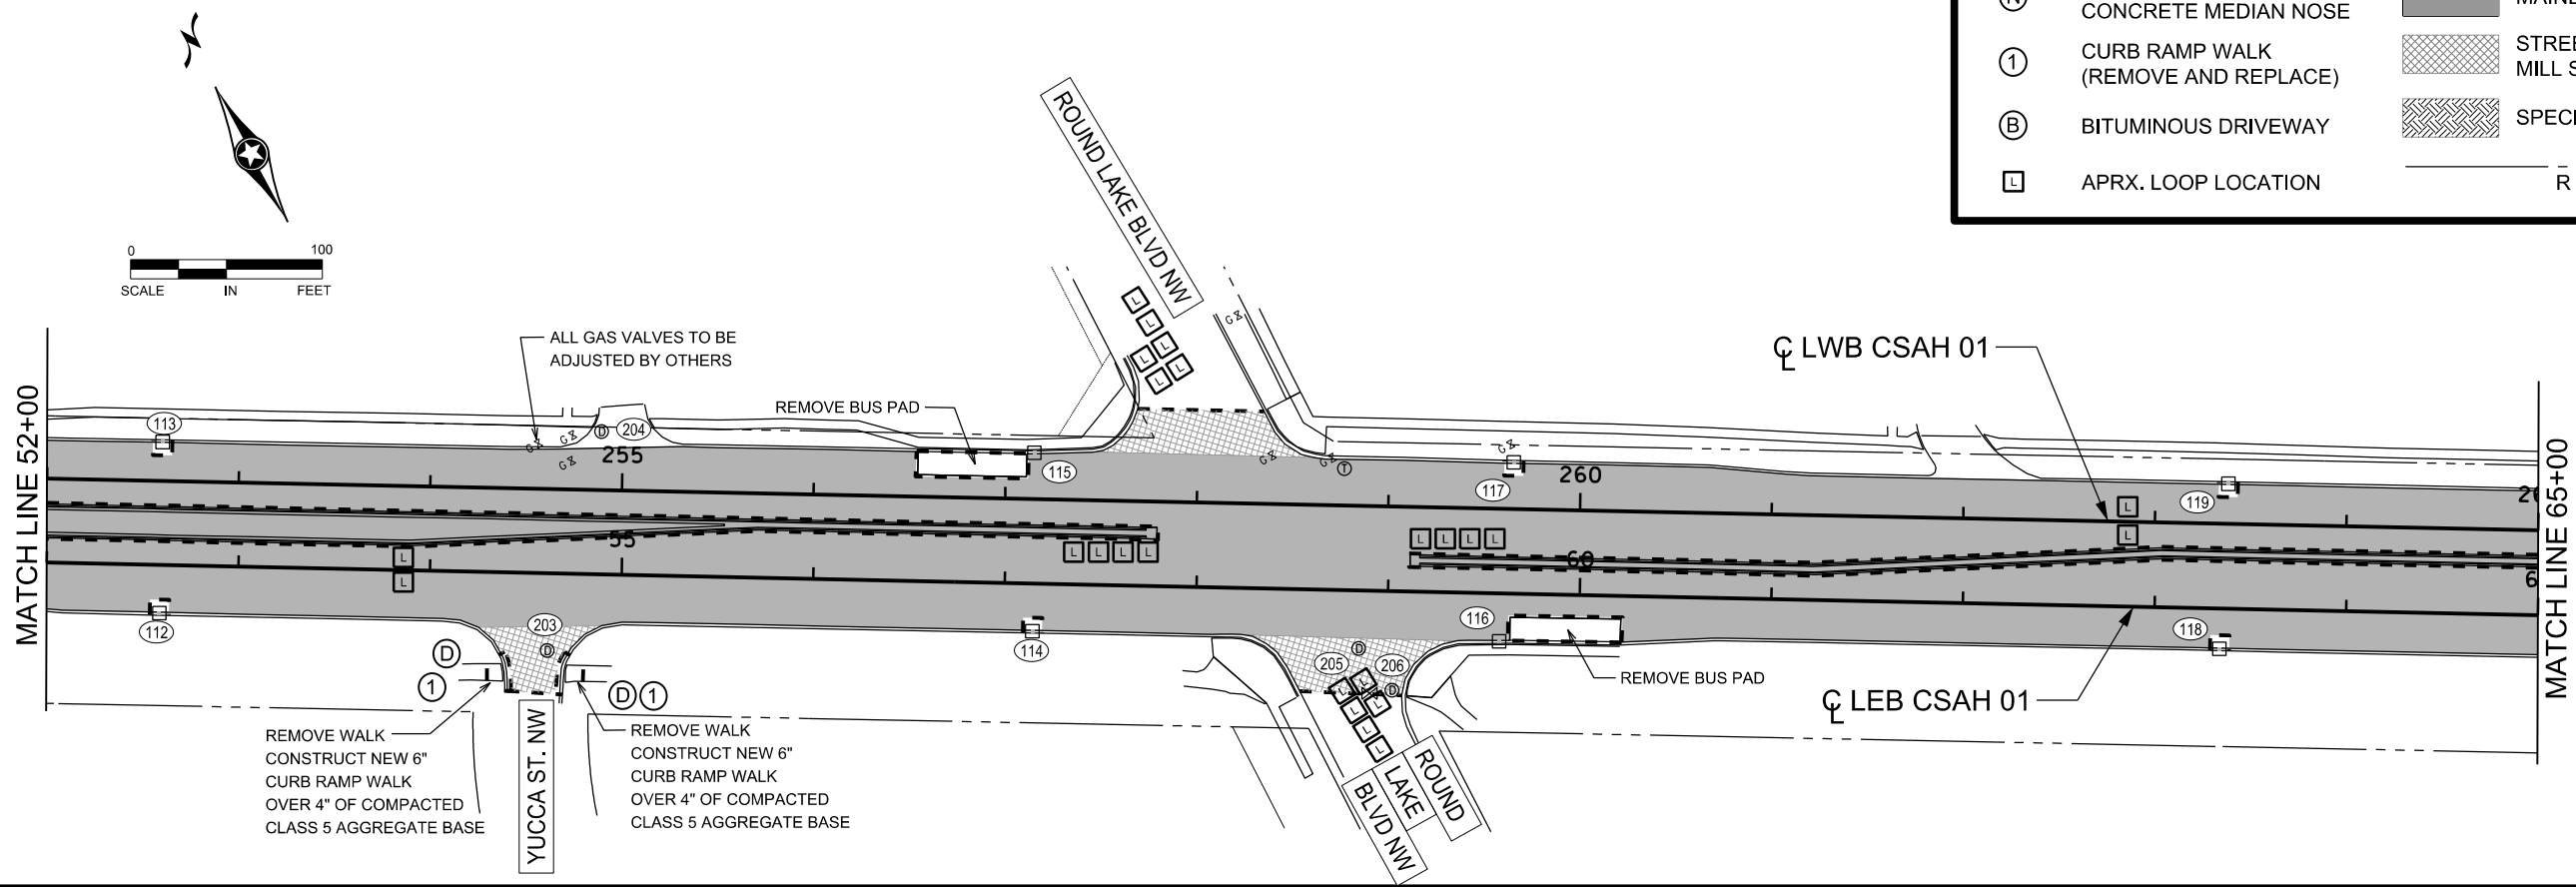 N
CONCRETE MEDIAN NOSE
1
CURB RAMP WALK
(REMOVE AND REPLACE)
B
BITUMINOUS DRIVEWAY
L
APRX. LOOP LOCATION
R
0 100
SCALE IN FEET
ROUND LAKE BLVD NW
ALL GAS VALVES TO BE
ADJUSTED BY OTHERS
REMOVE BUS PAD
℄ LWB CSAH 01
MATCH LINE 52+00
MATCH LINE 65+00
113
D
204
255
115
T
117
260
119
55
60
112
203
D
114
116
205
D
206
D
118
D
1
D 1
REMOVE BUS PAD
℄ LEB CSAH 01
REMOVE WALK
CONSTRUCT NEW 6"
CURB RAMP WALK
OVER 4" OF COMPACTED
CLASS 5 AGGREGATE BASE
YUCCA ST. NW
REMOVE WALK
CONSTRUCT NEW 6"
CURB RAMP WALK
OVER 4" OF COMPACTED
CLASS 5 AGGREGATE BASE
ROUND
LAKE
BLVD NW